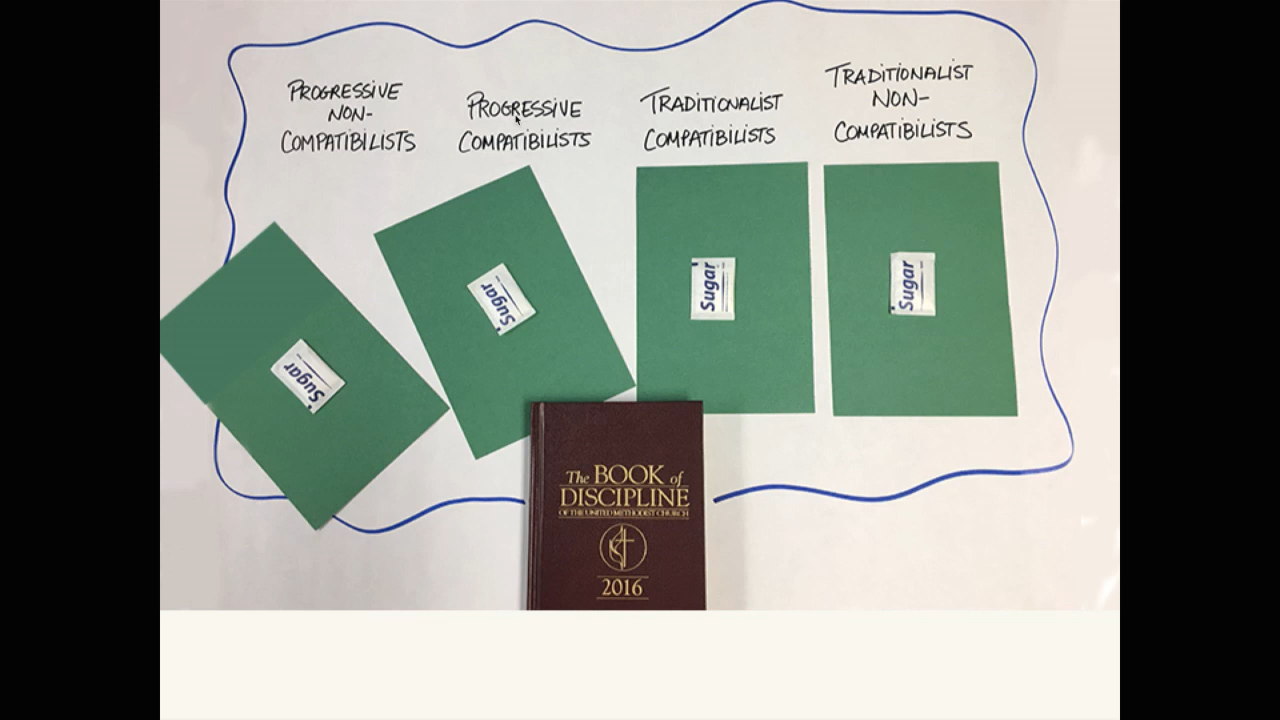 PROGRESSIVE
NON-
COMPATIBILISTS
PROGRESSIVE
COMPATIBILISTS
TRADITIONALIST
COMPATIBILISTS
TRADITIONALIST
NON-
COMPATIBILISTS
Sugar
Sugar
Sugar
Sugar
The BOOK of
DISCIPLINE
OF THE UNITED METHODIST CHURCH
2016